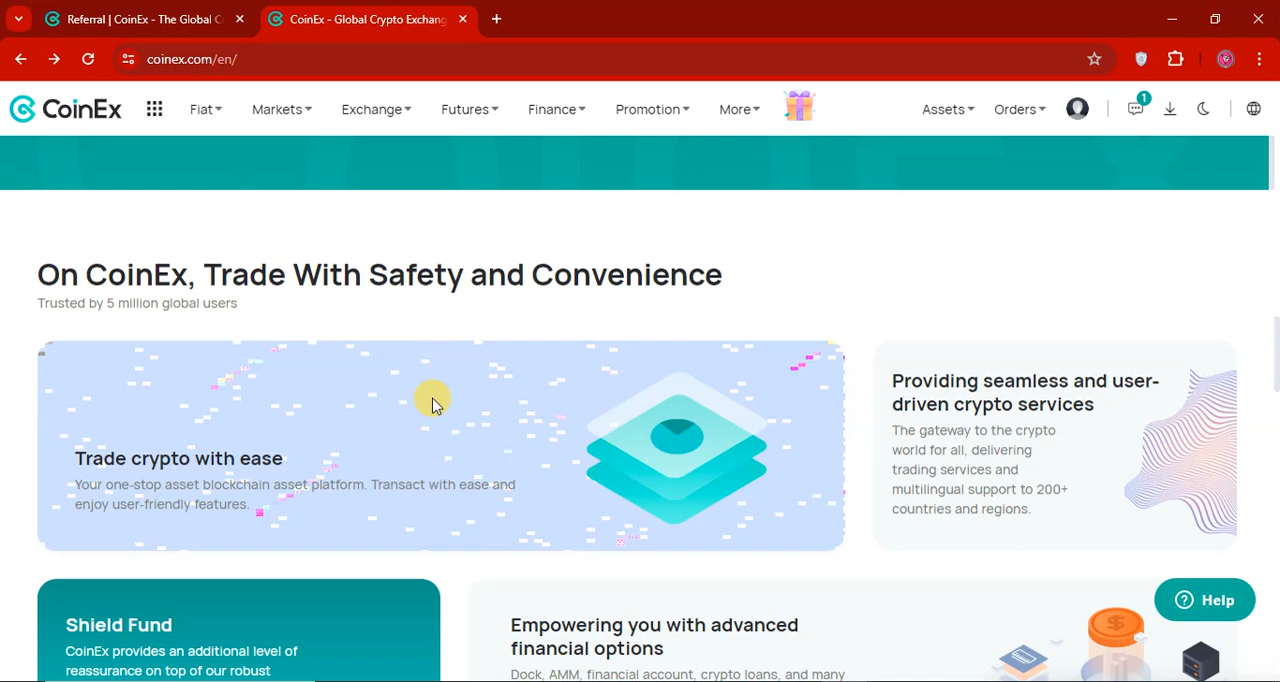 Referral | CoinEx - The Global C
CoinEx - Global Crypto Exchang
coinex.com/en/
CoinEx
Fiat
Markets
Exchange
Futures
Finance
Promotion
More
Assets
Orders
1
On CoinEx, Trade With Safety and Convenience
Trusted by 5 million global users
Trade crypto with ease
Your one-stop asset blockchain asset platform. Transact with ease and
enjoy user-friendly features.
Providing seamless and user-
driven crypto services
The gateway to the crypto
world for all, delivering
trading services and
multilingual support to 200+
countries and regions.
Help
Shield Fund
CoinEx provides an additional level of
reassurance on top of our robust
Empowering you with advanced
financial options
Dock, AMM, financial account, crypto loans, and many